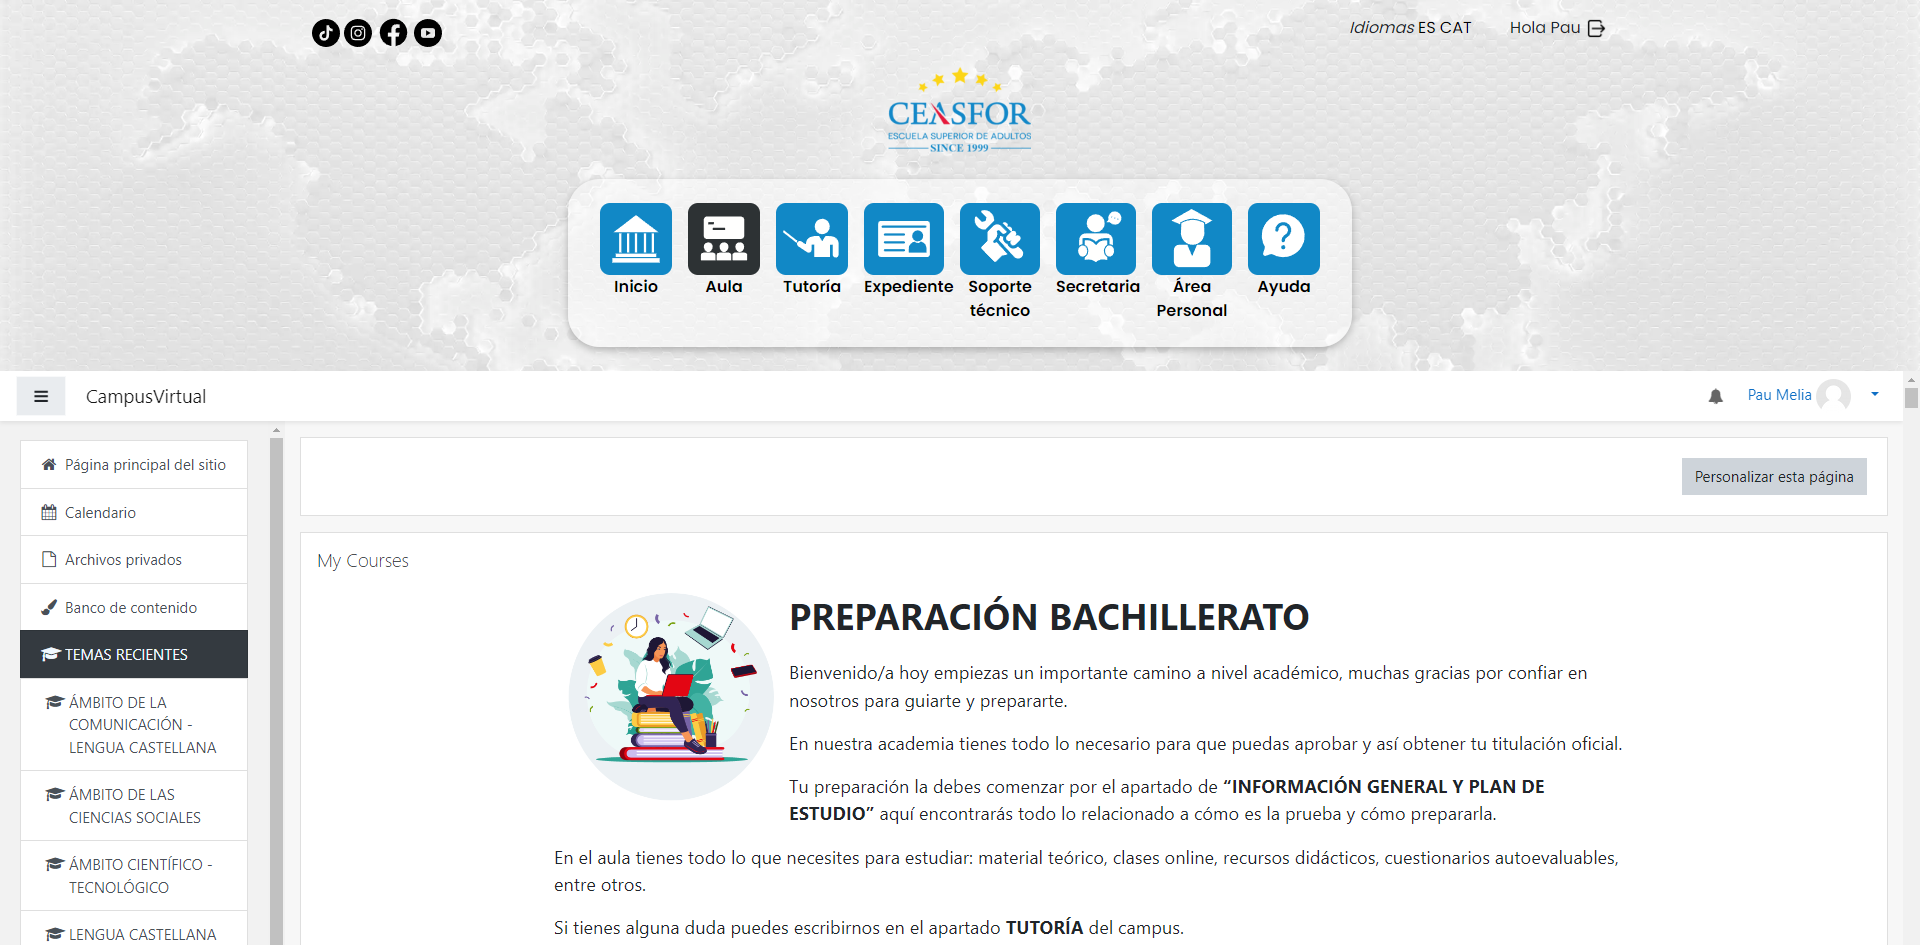 Idiomas ES CAT
Hola Pau
CEASFOR
ESCUELA SUPERIOR DE ADULTOS
SINCE 1999
Inicio
Aula
Tutoría
Expediente
Soporte
técnico
Secretaria
Área
Personal
Ayuda
CampusVirtual
Pau Melia
Página principal del sitio
Calendario
Archivos privados
Banco de contenido
TEMAS RECIENTES
ÁMBITO DE LA
COMUNICACIÓN -
LENGUA CASTELLANA
ÁMBITO DE LAS
CIENCIAS SOCIALES
ÁMBITO CIENTÍFICO -
TECNOLÓGICO
LENGUA CASTELLANA
Personalizar esta página
My Courses
PREPARACIÓN BACHILLERATO
Bienvenido/a hoy empiezas un importante camino a nivel académico, muchas gracias por confiar en
nosotros para guiarte y prepararte.
En nuestra academia tienes todo lo necesario para que puedas aprobar y así obtener tu titulación oficial.
Tu preparación la debes comenzar por el apartado de “INFORMACIÓN GENERAL Y PLAN DE
ESTUDIO” aquí encontrarás todo lo relacionado a cómo es la prueba y cómo prepararla.
En el aula tienes todo lo que necesites para estudiar: material teórico, clases online, recursos didácticos, cuestionarios autoevaluables,
entre otros.
Si tienes alguna duda puedes escribirnos en el apartado TUTORÍA del campus.